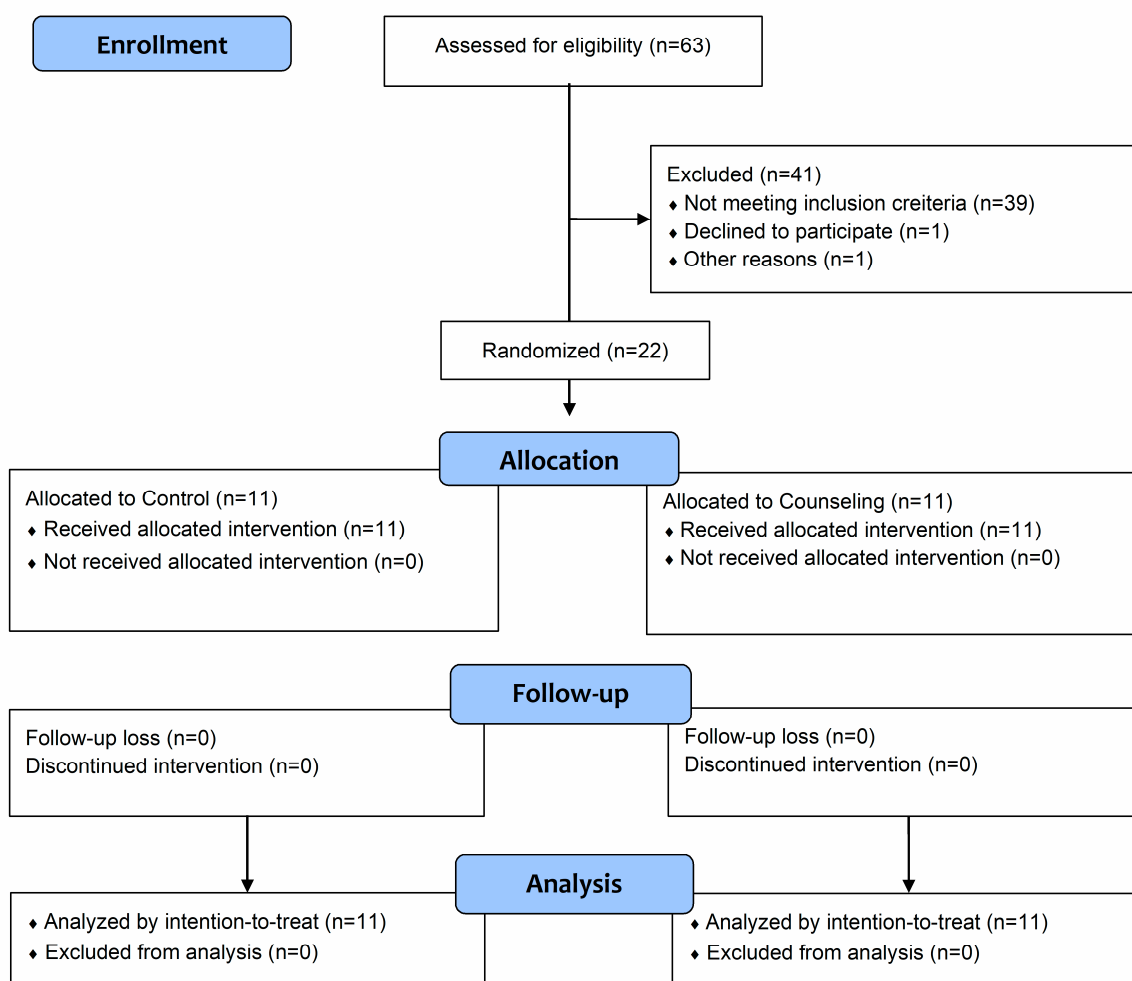 Enrollment
Assessed for eligibility (n=63)
Excluded (n=41)
♦ Not meeting inclusion creiteria (n=39)
♦ Declined to participate (n=1)
♦ Other reasons (n=1)
Randomized (n=22)
Allocation
Allocated to Control (n=11)
♦ Received allocated intervention (n=11)
♦ Not received allocated intervention (n=0)
Allocated to Counseling (n=11)
♦ Received allocated intervention (n=11)
♦ Not received allocated intervention (n=0)
Follow-up
Follow-up loss (n=0)
Discontinued intervention (n=0)
Follow-up loss (n=0)
Discontinued intervention (n=0)
Analysis
♦ Analyzed by intention-to-treat (n=11)
♦ Excluded from analysis (n=0)
♦ Analyzed by intention-to-treat (n=11)
♦ Excluded from analysis (n=0)